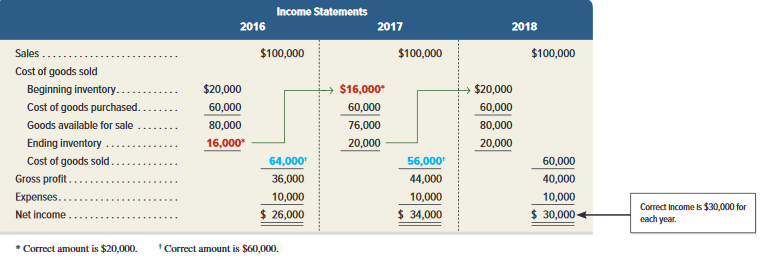 Income Statements
2016 2017 2018
Sales .......................... $100,000 $100,000 $100,000
Cost of goods sold
Beginning inventory............ $20,000 $16,000* $20,000
Cost of goods purchased........ 60,000 60,000 60,000
Goods available for sale ........ 80,000 76,000 80,000
Ending inventory .............. 16,000* 20,000 20,000
Cost of goods sold............. 64,000† 56,000† 60,000
Gross profit.................... 36,000 44,000 40,000
Expenses...................... 10,000 10,000 10,000
Net income .................... $ 26,000 $ 34,000 $ 30,000
Correct income is $30,000 for
each year.
* Correct amount is $20,000. † Correct amount is $60,000.